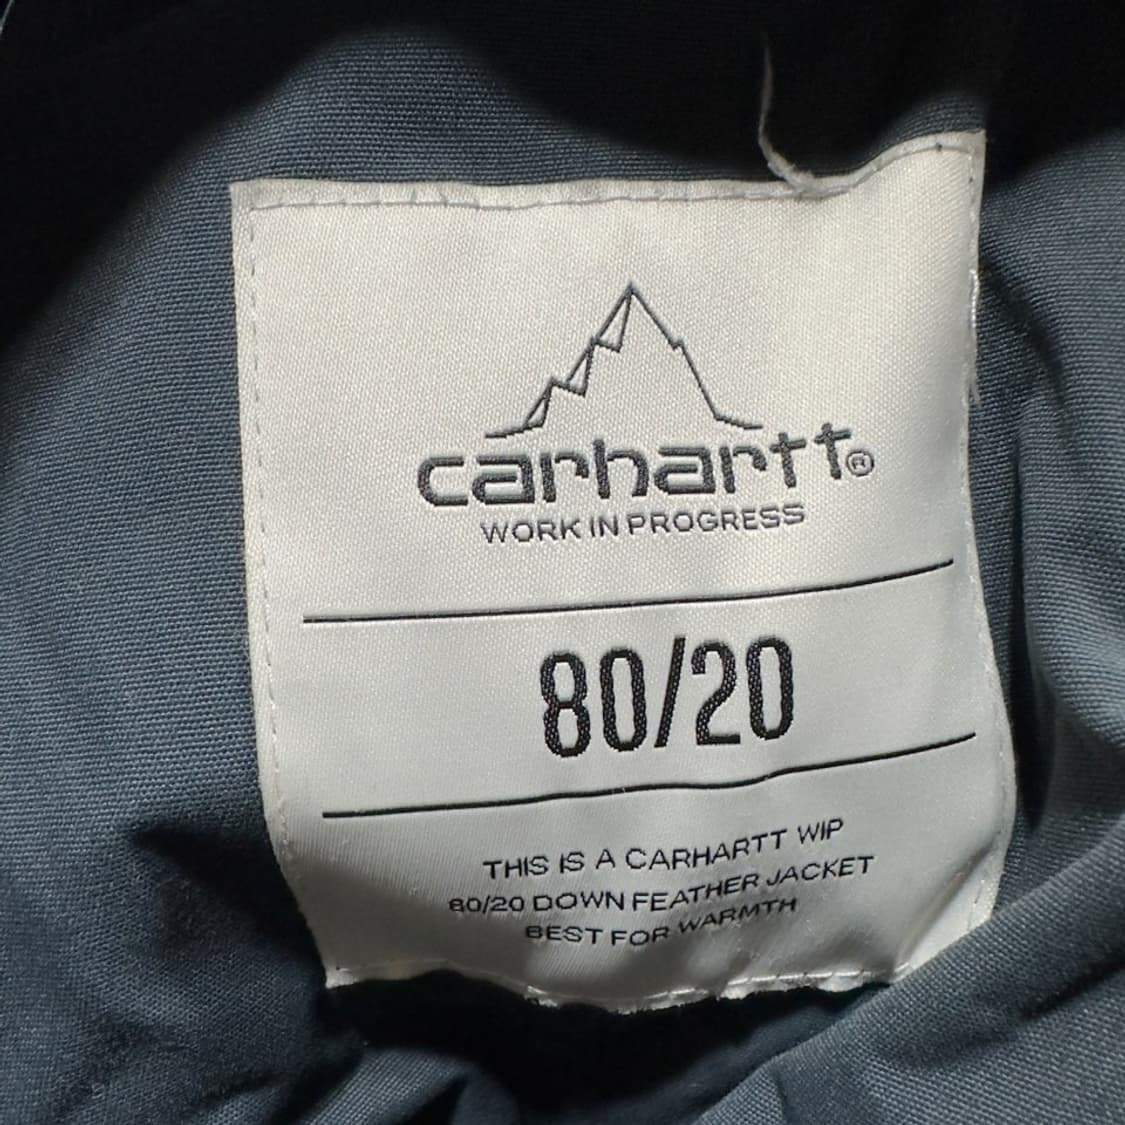 carhartt®
WORK IN PROGRESS
80/20
THIS IS A CARHARTT WIP
80/20 DOWN FEATHER JACKET
BEST FOR WARMTH